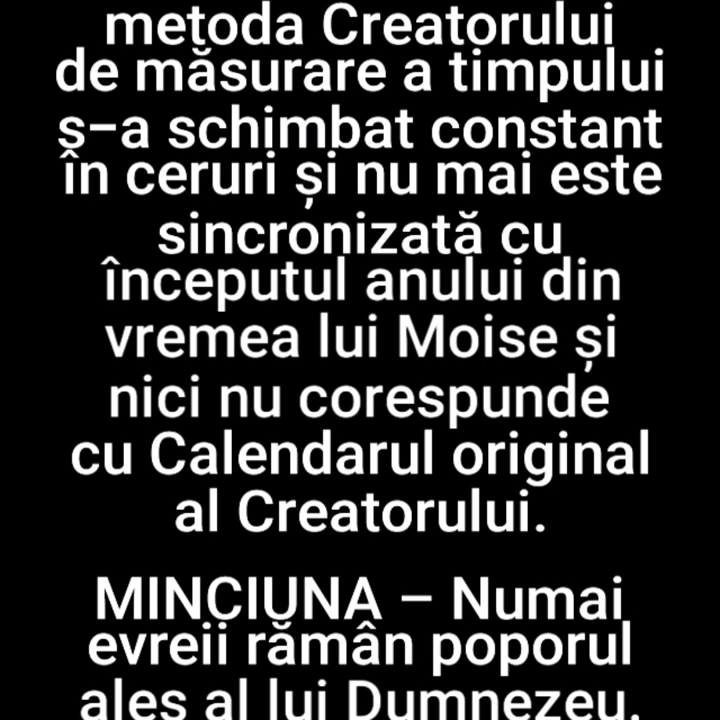 metoda Creatorului
de măsurare a timpului
s–a schimbat constant
în ceruri și nu mai este
sincronizată cu
începutul anului din
vremea lui Moise și
nici nu corespunde
cu Calendarul original
al Creatorului.
MINCIUNA – Numai
evreii rămân poporul
ales al lui Dumnezeu.